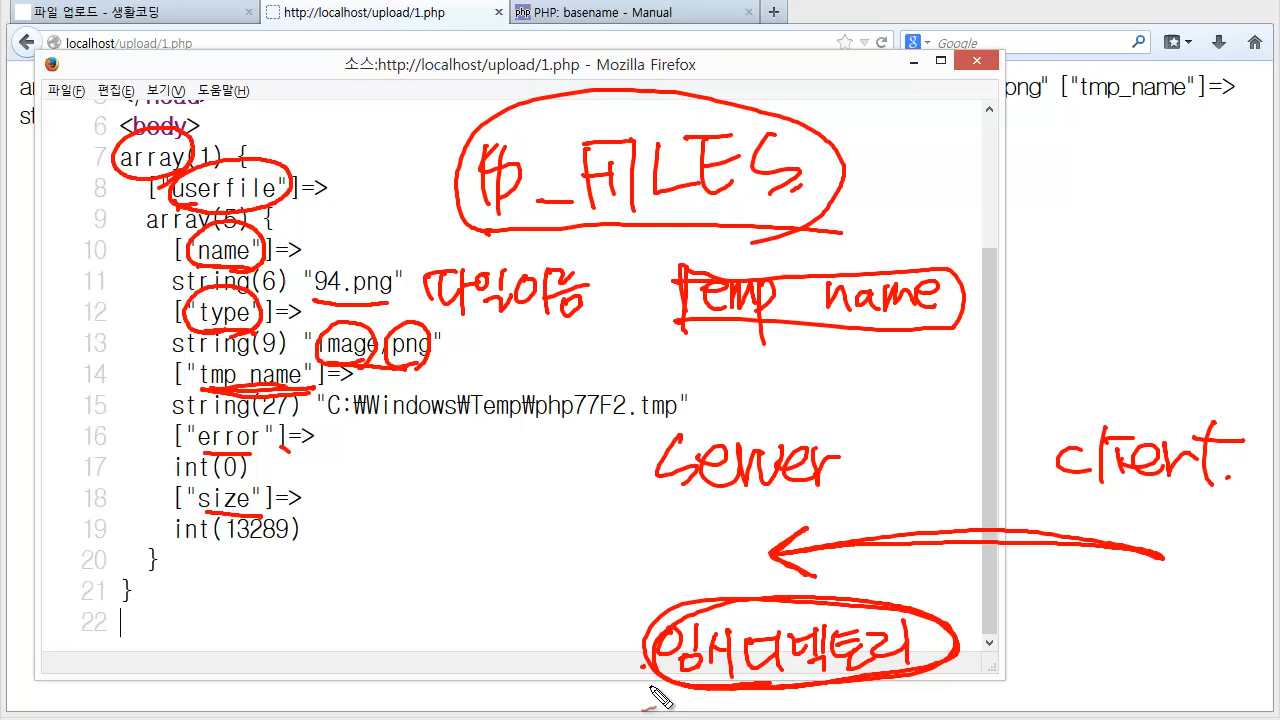 파일 업로드 - 생활코딩
http://localhost/upload/1.php
php PHP: basename - Manual
localhost/upload/1.php
Google
소스:http://localhost/upload/1.php - Mozilla Firefox
파일(F) 편집(E) 보기(V) 도움말(H)
png" ["tmp_name"]=>
6 <body>
7 array(1) {
8 ["userfile"]=>
9 array(5) {
10 ["name"]=>
11 string(6) "94.png"
12 ["type"]=>
13 string(9) "image/png"
14 ["tmp_name"]=>
15 string(27) "C:\Windows\Temp\php77F2.tmp"
16 ["error"]=>
17 int(0)
18 ["size"]=>
19 int(13289)
20 }
21 }
22
$_FILES
파일이름
temp name
server
client.
임시디렉토리